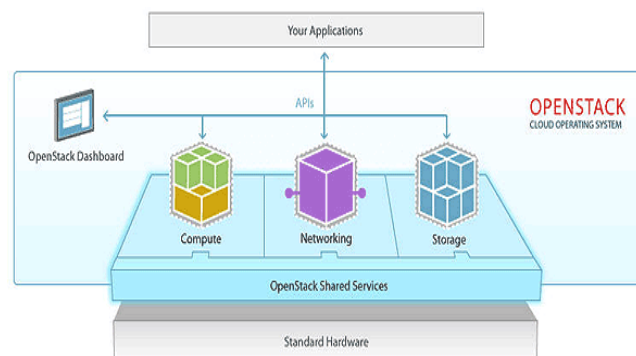 Your Applications
APIs
OPENSTACK
CLOUD OPERATING SYSTEM
OpenStack Dashboard
Compute
Networking
Storage
OpenStack Shared Services
Standard Hardware